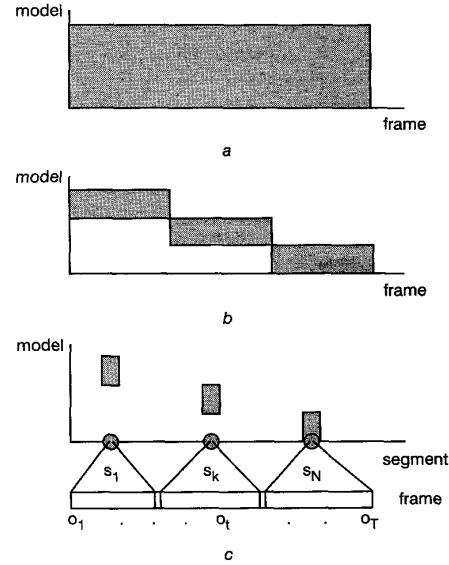 model
frame
a
model
frame
b
model
segment
s1 sk sN
frame
o1 . . . ot . . oT
c